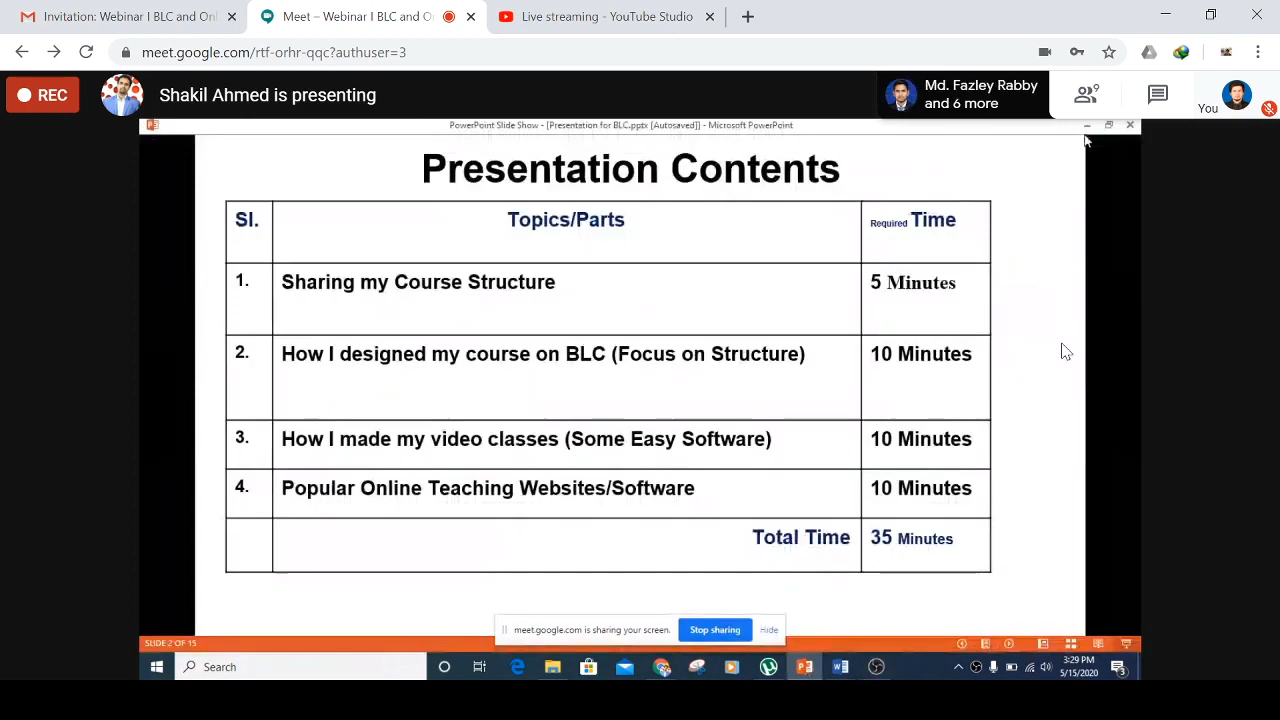 Invitation: Webinar I BLC and Onl
Meet – Webinar I BLC and O
Live streaming - YouTube Studio
meet.google.com/rtf-orhr-qqc?authuser=3
REC
Shakil Ahmed is presenting
Md. Fazley Rabby
and 6 more
9
You
PowerPoint Slide Show - [Presentation for BLC.pptx [Autosaved]] - Microsoft PowerPoint
Presentation Contents
Sl. Topics/Parts Required Time
1. Sharing my Course Structure 5 Minutes
2. How I designed my course on BLC (Focus on Structure) 10 Minutes
3. How I made my video classes (Some Easy Software) 10 Minutes
4. Popular Online Teaching Websites/Software 10 Minutes
Total Time 35 Minutes
meet.google.com is sharing your screen. Stop sharing Hide
SLIDE 2 OF 15
Search
3:29 PM
5/15/2020
3